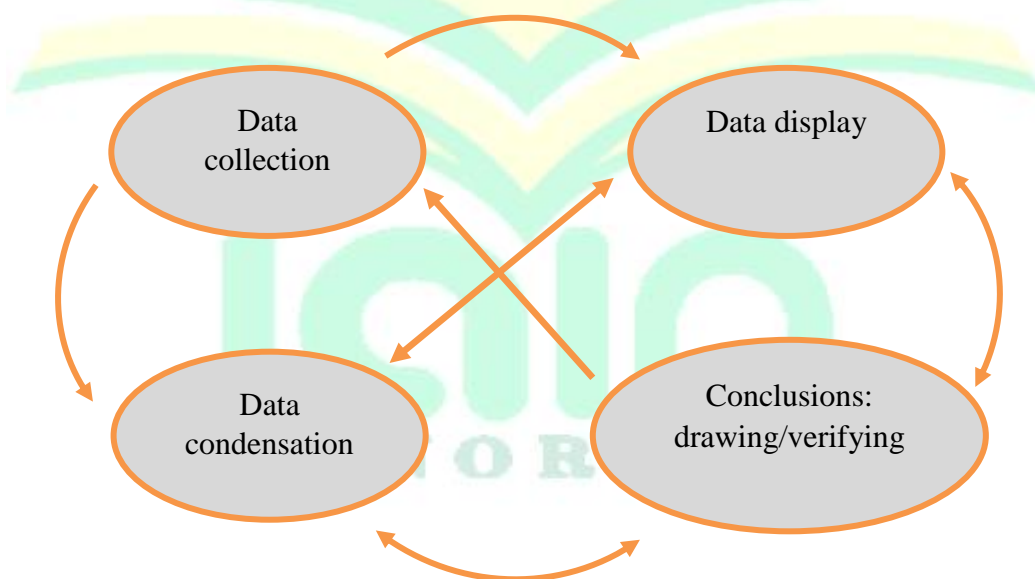 Data
collection
Data display
Data
condensation
Conclusions:
drawing/verifying